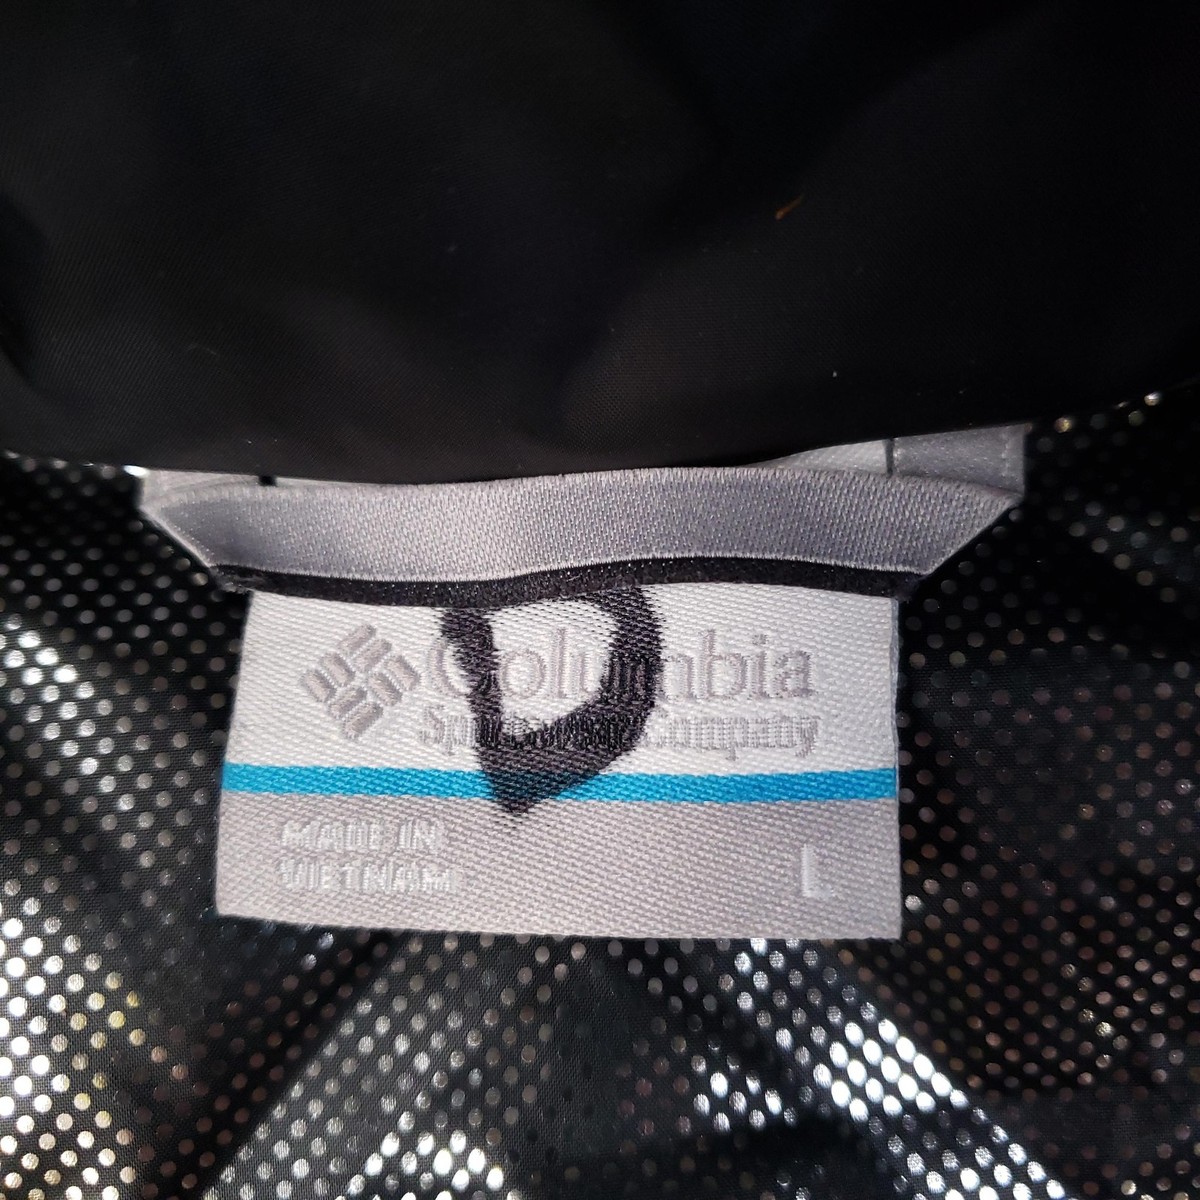 Columbia
Sportswear Company
D
MADE IN
VIETNAM
L